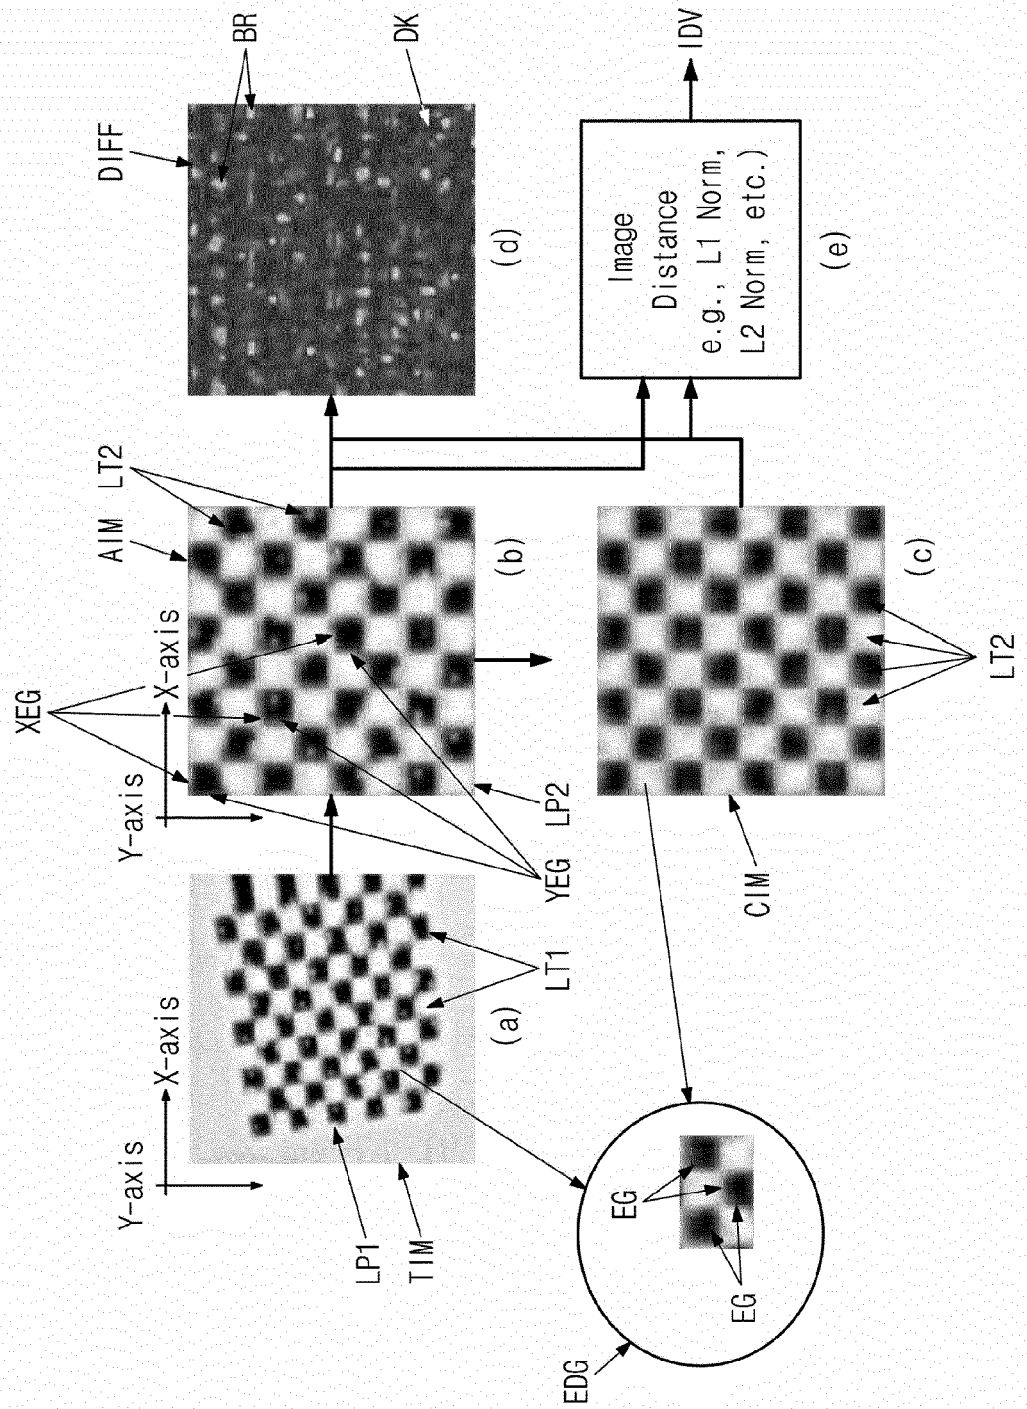 Y-axis
X-axis
LP1
TIM
LT1
(a)
EDG
EG
EG
XEG
Y-axis
X-axis
AIM
LT2
YEG
LP2
(b)
CIM
LT2
(c)
DIFF
BR
DK
(d)
Image
Distance
e.g., L1 Norm,
L2 Norm, etc.)
IDV
(e)